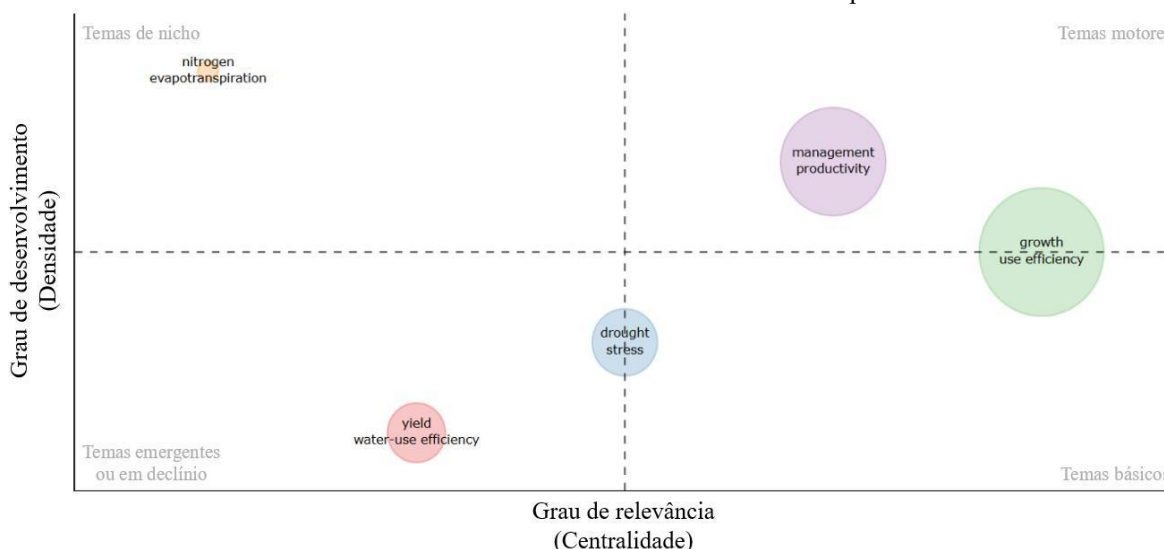 Temas de nicho
Temas motore
nitrogen
evapotranspiration
management
productivity
growth
use efficiency
drought
stress
yield
water-use efficiency
Temas emergentes
ou em declínio
Temas básicos
Grau de desenvolvimento
(Densidade)
Grau de relevância
(Centralidade)